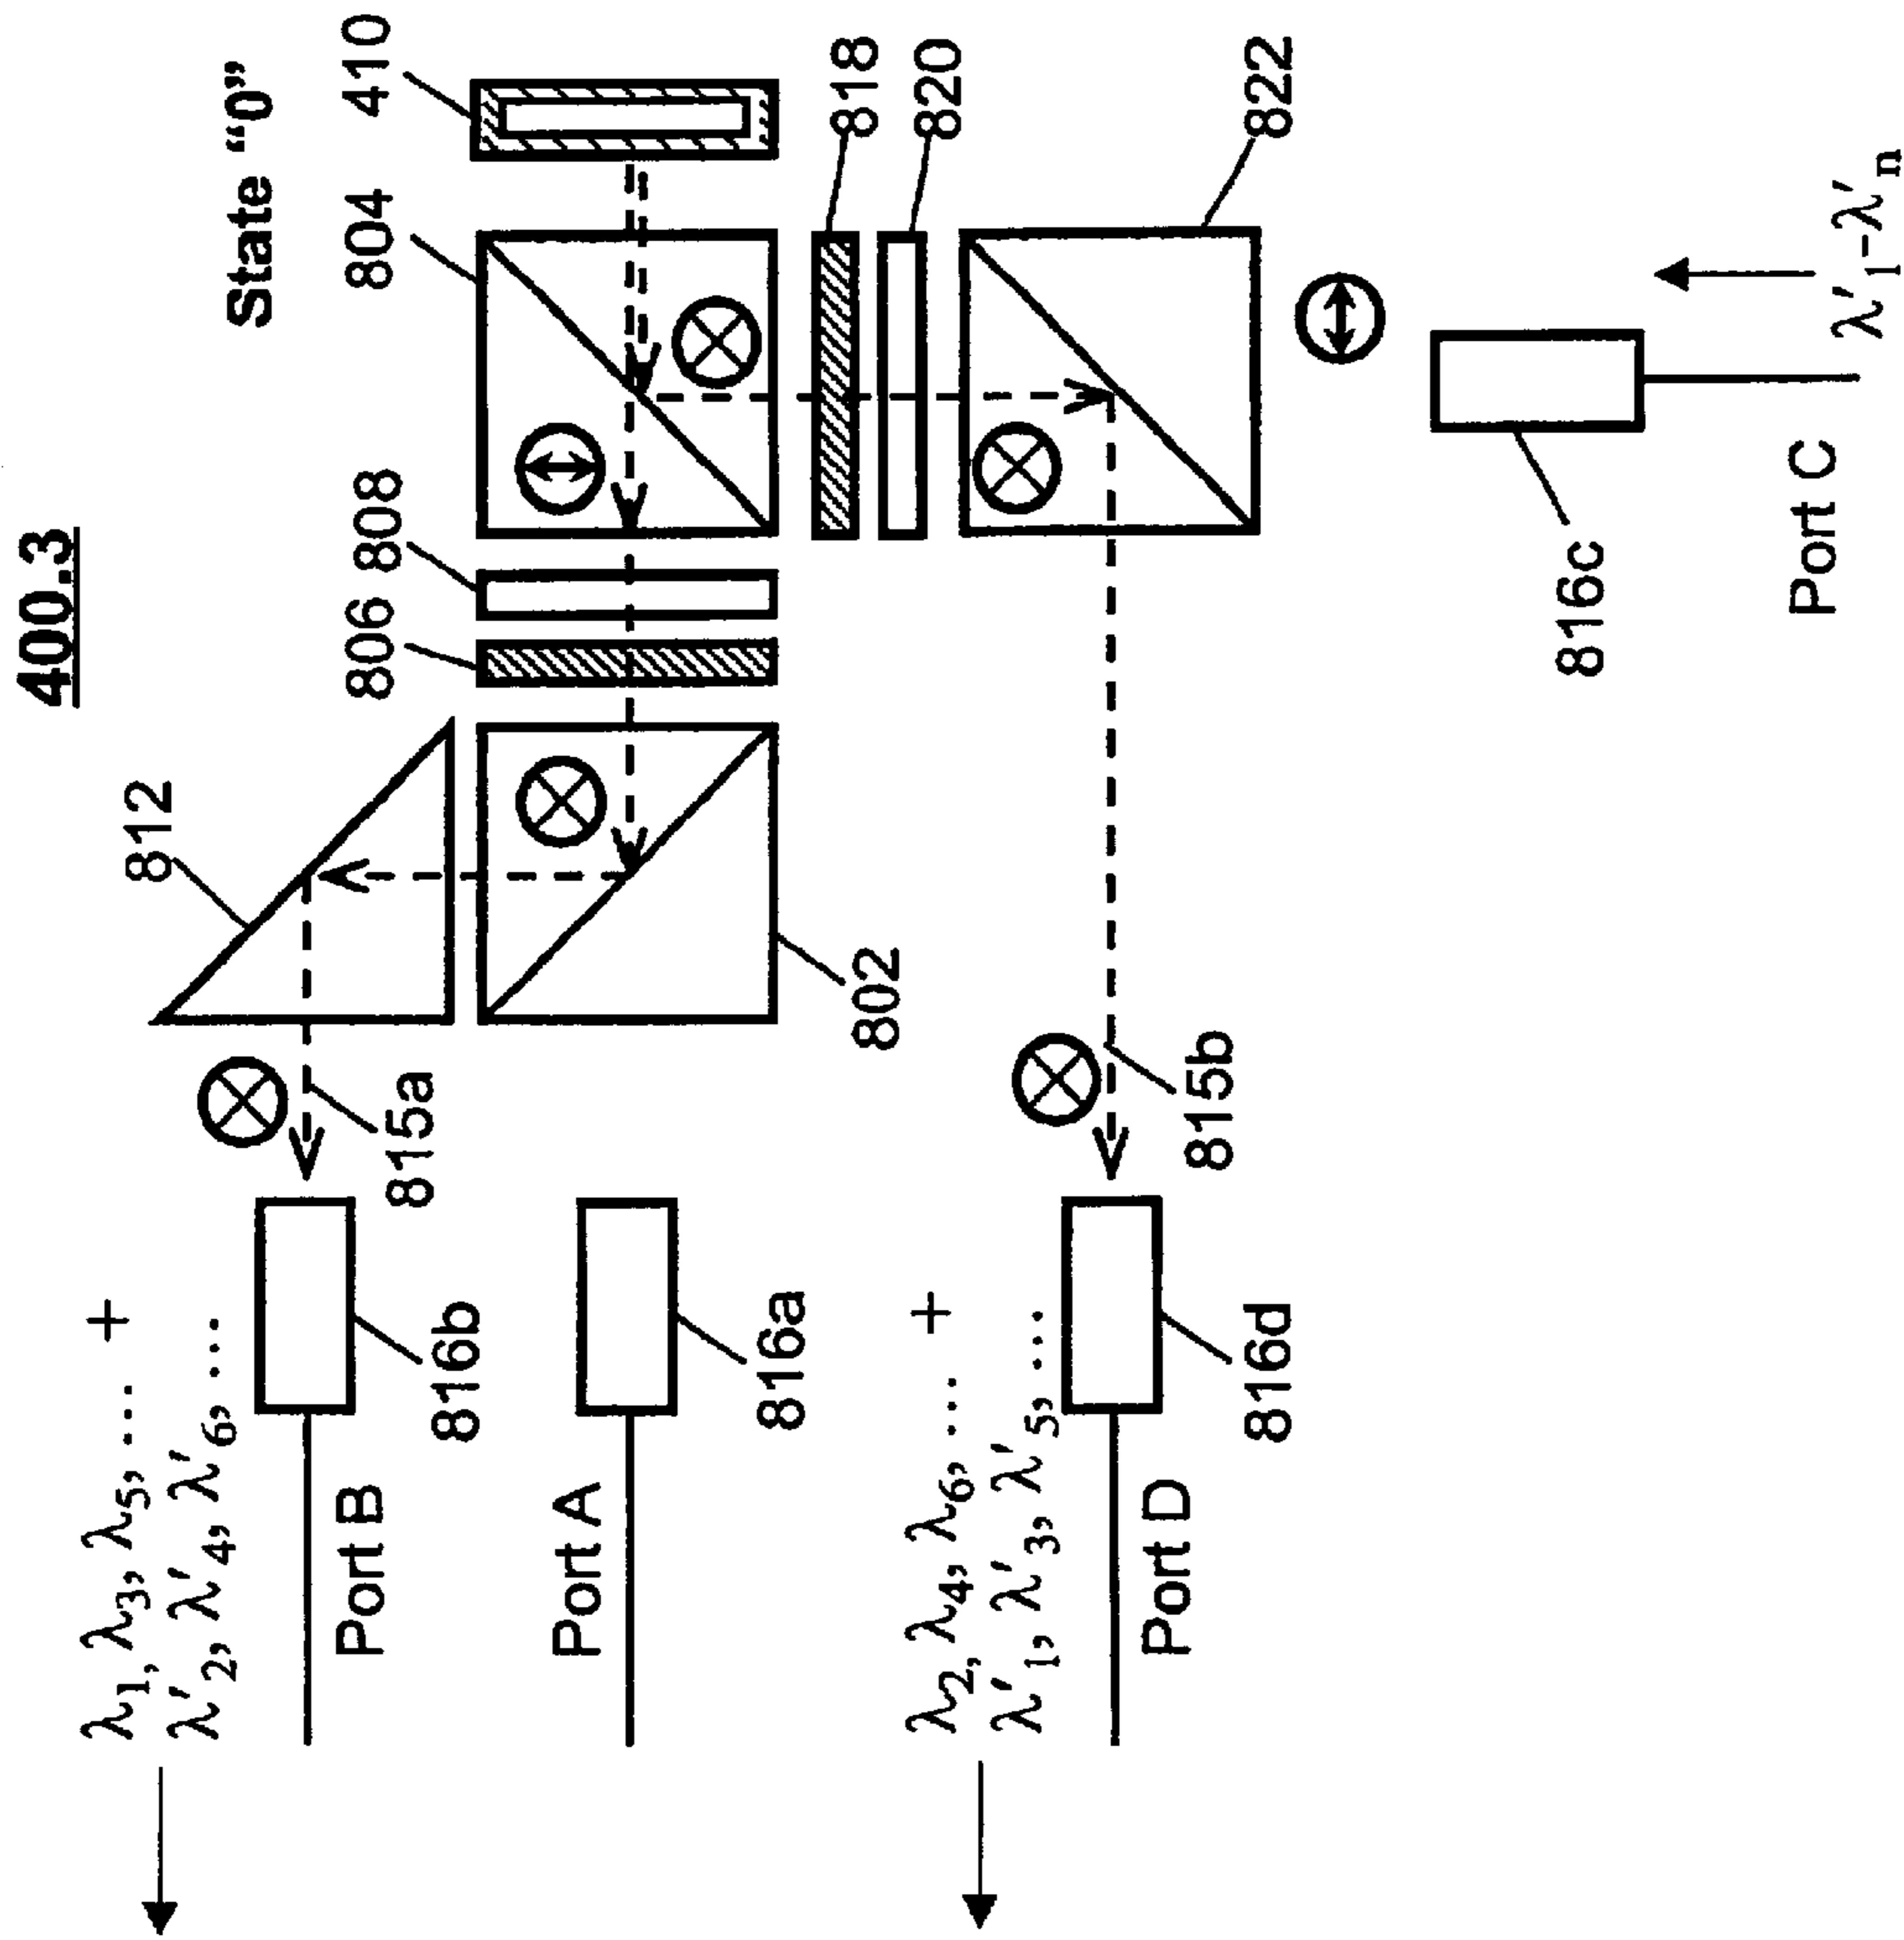 400.3
State “0”
812
806
808
804
410
815a
802
818
820
822
815b
λ1, λ3, λ5, ... +
λ′2, λ′4, λ′6, ...
Port B
816b
Port A
816a
λ2, λ4, λ6, ... +
λ′1, λ′3, λ′5, ...
Port D
816d
816c
Port C
λ′1-λ′n